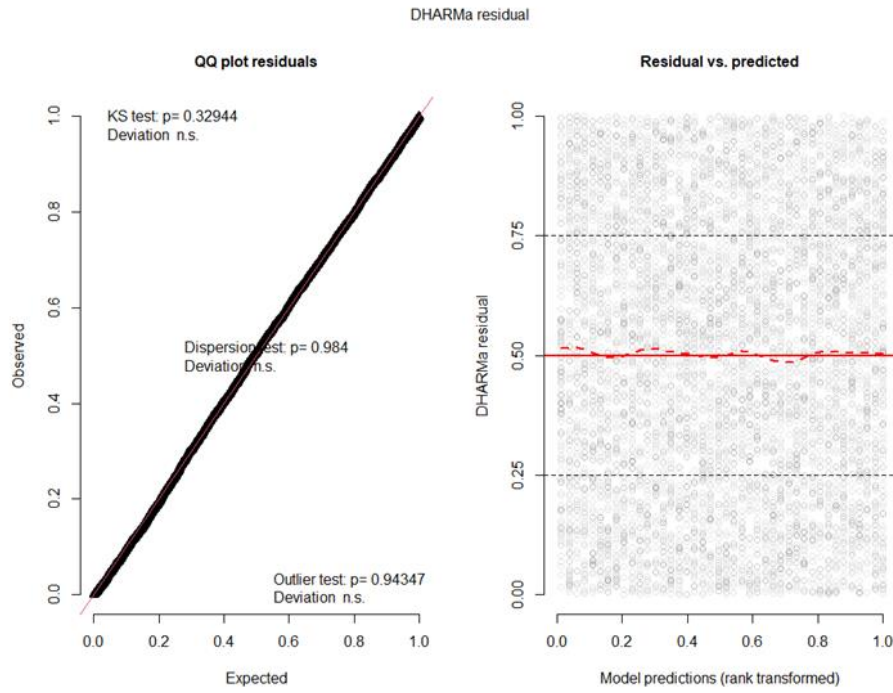 DHARMa residual
QQ plot residuals
KS test: p= 0.32944
Deviation n.s.
Dispersion test: p= 0.984
Deviation n.s.
Outlier test: p= 0.94347
Deviation n.s.
Observed
0.0 0.2 0.4 0.6 0.8 1.0
0.0 0.2 0.4 0.6 0.8 1.0
Expected
Residual vs. predicted
DHARMa residual
0.00 0.25 0.50 0.75 1.00
0.0 0.2 0.4 0.6 0.8 1.0
Model predictions (rank transformed)